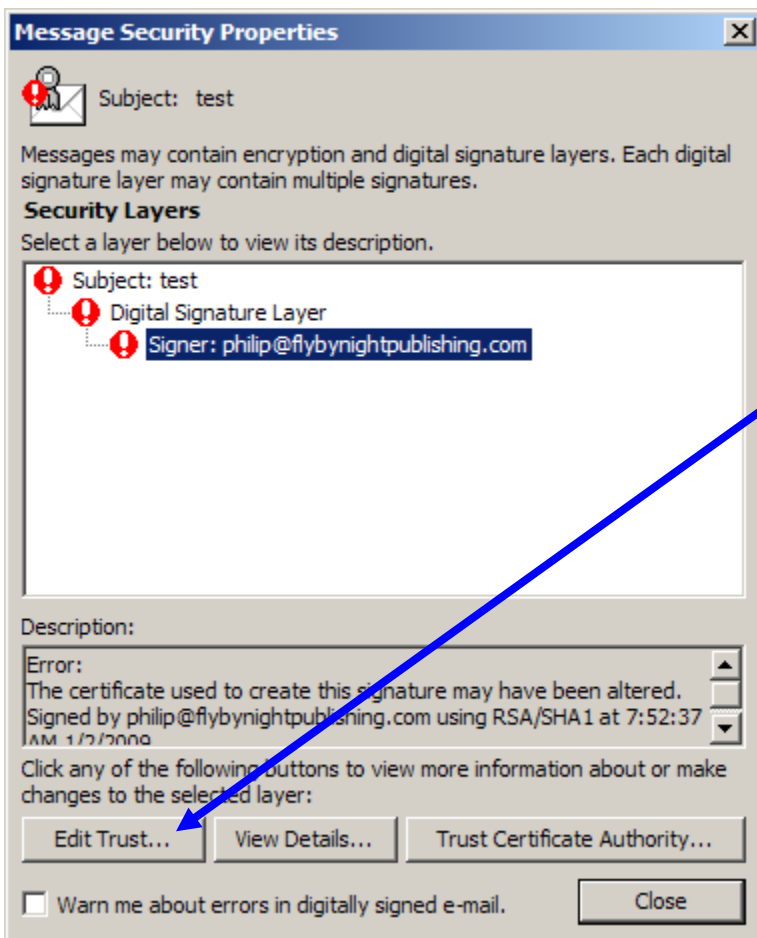 Message Security Properties
Subject: test
Messages may contain encryption and digital signature layers. Each digital
signature layer may contain multiple signatures.
Security Layers
Select a layer below to view its description.
Subject: test
Digital Signature Layer
Signer: philip@flybynightpublishing.com
Description:
Error:
The certificate used to create this signature may have been altered.
Signed by philip@flybynightpublishing.com using RSA/SHA1 at 7:52:37
AM 1/2/2009
Click any of the following buttons to view more information about or make
changes to the selected layer:
Edit Trust... View Details... Trust Certificate Authority...
Warn me about errors in digitally signed e-mail. Close